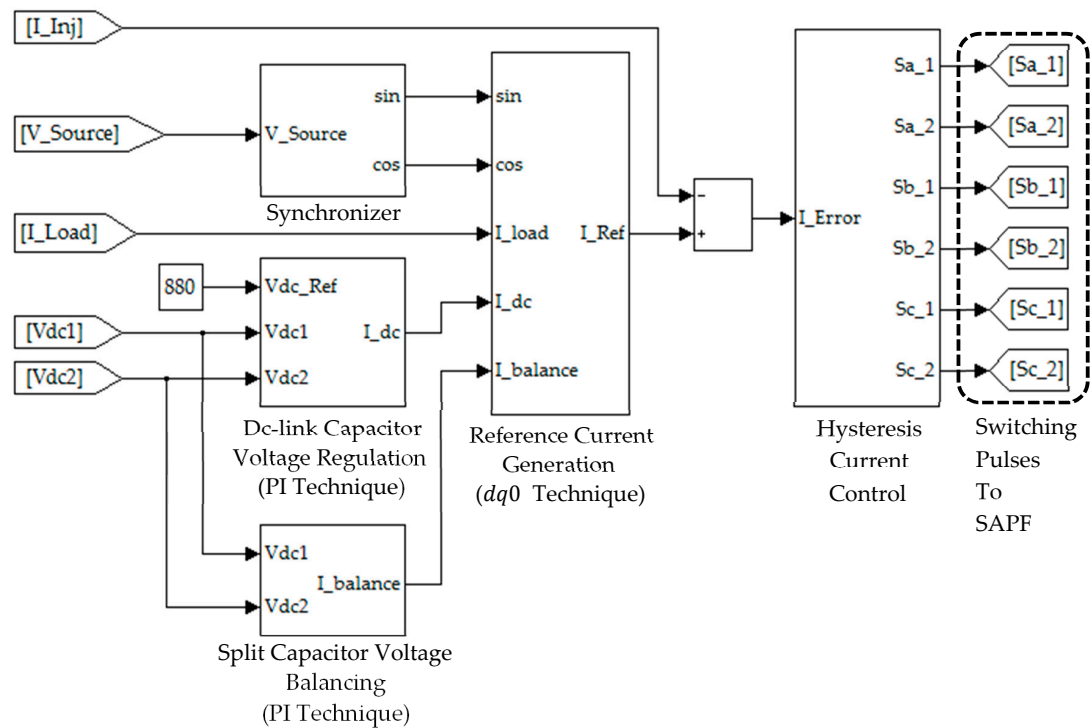 [I_Inj]
[V_Source]
[I_Load]
[Vdc1]
[Vdc2]
880
V_Source
sin
cos
Synchronizer
Vdc_Ref
Vdc1
Vdc2
I_dc
Dc-link Capacitor
Voltage Regulation
(PI Technique)
Vdc1
Vdc2
I_balance
Split Capacitor Voltage
Balancing
(PI Technique)
sin
cos
I_load
I_dc
I_balance
I_Ref
Reference Current
Generation
(dq0 Technique)
−
+
I_Error
Sa_1
Sa_2
Sb_1
Sb_2
Sc_1
Sc_2
Hysteresis
Current
Control
[Sa_1]
[Sa_2]
[Sb_1]
[Sb_2]
[Sc_1]
[Sc_2]
Switching
Pulses
To
SAPF